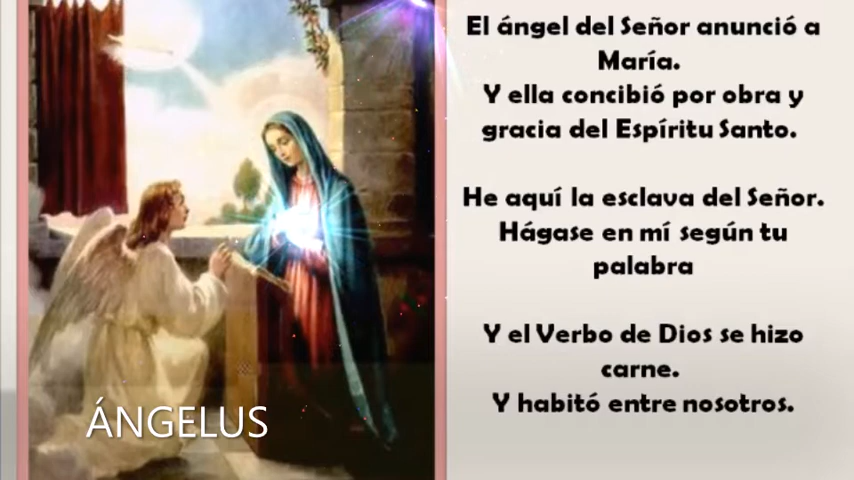 El ángel del Señor anunció a
María.
Y ella concibió por obra y
gracia del Espíritu Santo.
He aquí la esclava del Señor.
Hágase en mí según tu
palabra
Y el Verbo de Dios se hizo
carne.
Y habitó entre nosotros.
ÁNGELUS